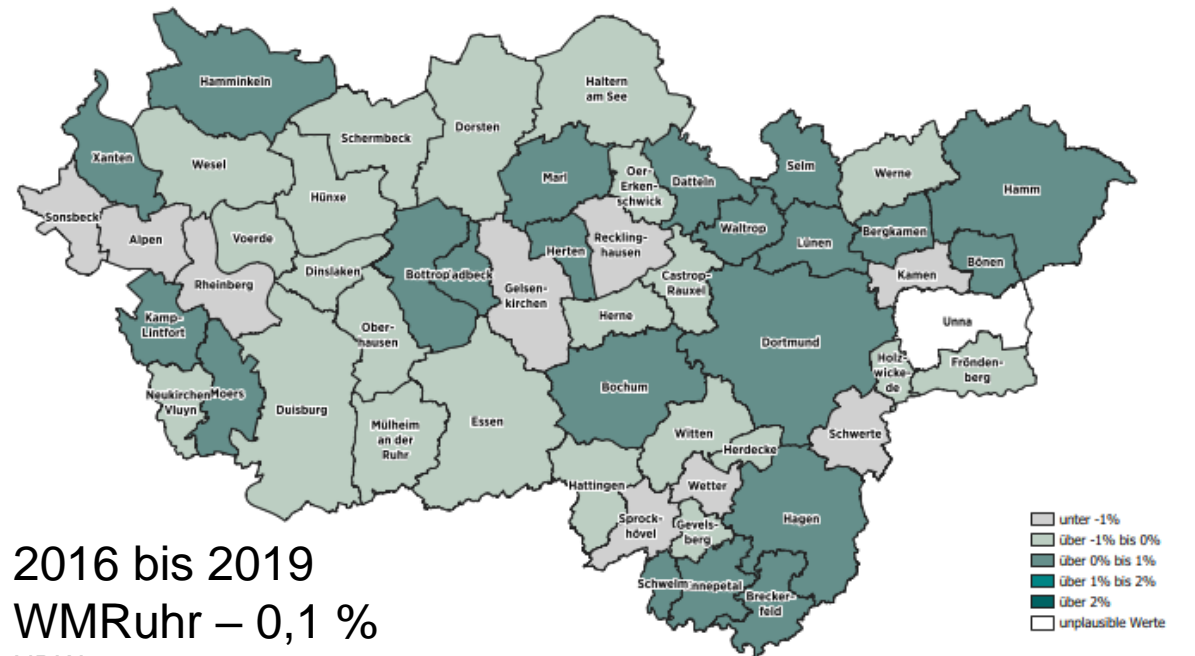 Hamminkeln
Haltern
am See
Dorsten
Schermbeck
Xanten
Wesel
Marl
Oer-
Erken-
schwick
Datteln
Selm
Werne
Hamm
Hünxe
Sonsbeck
Alpen
Voerde
Waltrop
Lünen
Bergkamen
Bönen
Herten
Reckling-
hausen
Dinslaken
Bottrop
adbeck
Gelsen-
kirchen
Castrop-
Rauxel
Kamen
Rheinberg
Kamp-
Lintfort
Ober-
hausen
Herne
Unna
Dortmund
Holz-
wicke-
de
Frönden-
berg
Neukirchen
Vluyn
Moers
Duisburg
Bochum
Essen
Mülheim
an der
Ruhr
Witten
Herdecke
Schwerte
Hattingen
Wetter
Sprock-
hövel
Gevels-
berg
Hagen
Schwelm
nnepetal
Brecker-
feld
unter -1%
über -1% bis 0%
über 0% bis 1%
über 1% bis 2%
über 2%
unplausible Werte
2016 bis 2019
WMRuhr – 0,1 %